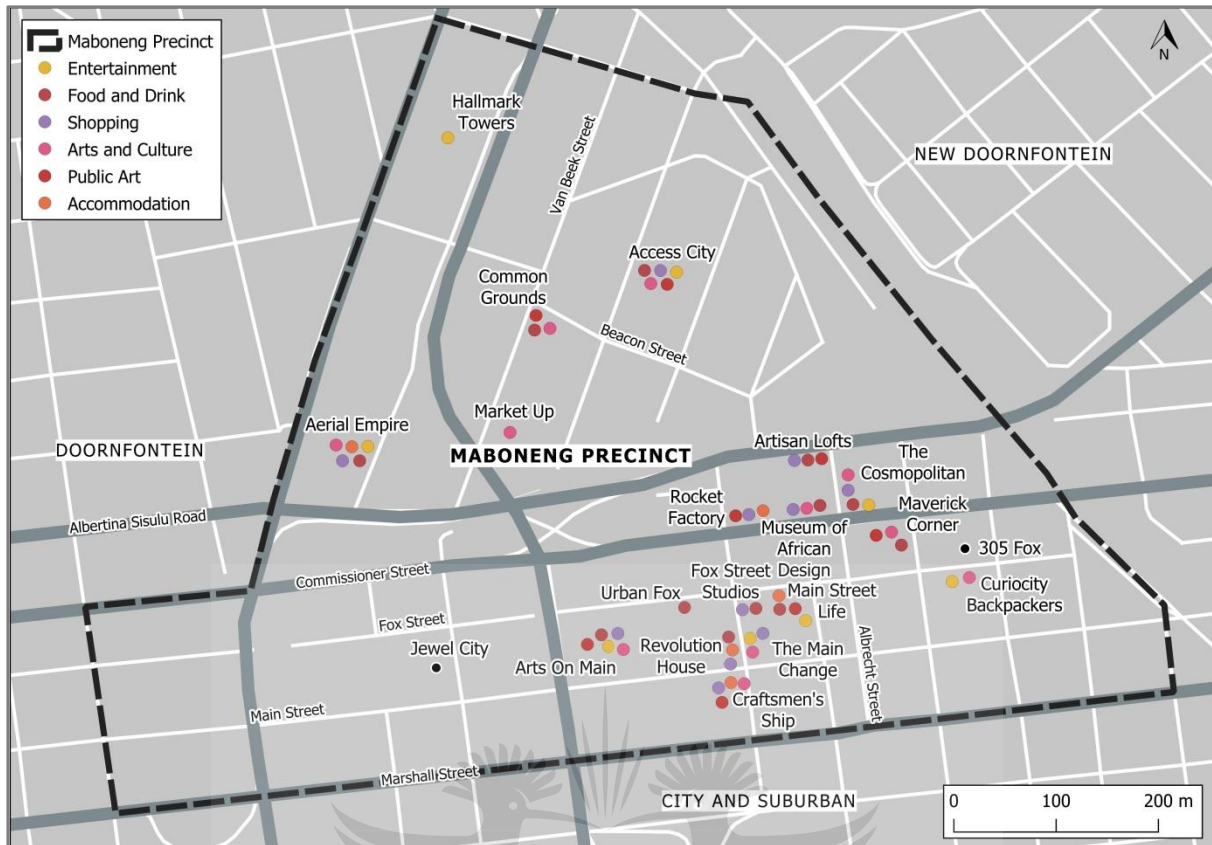 Maboneng Precinct
Entertainment
Food and Drink
Shopping
Arts and Culture
Public Art
Accommodation
N
Hallmark
Towers
Van Beek Street
NEW DOORNFONTEIN
Access City
Common
Grounds
Beacon Street
Market Up
Aerial Empire
DOORNFONTEIN
MABONENG PRECINCT
Artisan Lofts
The
Cosmopolitan
Rocket
Factory
Maverick
Corner
Albertina Sisulu Road
Museum of
African
Design
305 Fox
Commissioner Street
Fox Street
Studios
Main Street
Life
Curiocity
Backpackers
Urban Fox
Fox Street
Jewel City
Arts On Main
Revolution
House
The Main
Change
Albrecht Street
Craftsmen's
Ship
Main Street
Marshall Street
CITY AND SUBURBAN
0 100 200 m